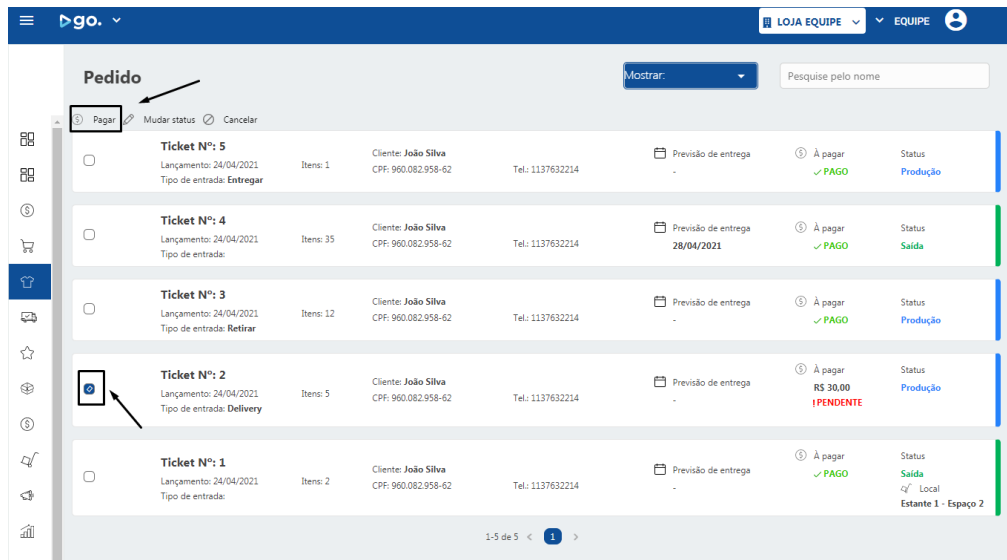 go.
LOJA EQUIPE
EQUIPE
Pedido
Mostrar:
Pesquise pelo nome
Pagar Mudar status Cancelar
Ticket Nº: 5
Lançamento: 24/04/2021
Tipo de entrada: Entregar
Itens: 1
Cliente: João Silva
CPF: 960.082.958-62
Tel.: 1137632214
Previsão de entrega
-
À pagar
PAGO
Status
Produção
Ticket Nº: 4
Lançamento: 24/04/2021
Tipo de entrada:
Itens: 35
Cliente: João Silva
CPF: 960.082.958-62
Tel.: 1137632214
Previsão de entrega
28/04/2021
À pagar
PAGO
Status
Saída
Ticket Nº: 3
Lançamento: 24/04/2021
Tipo de entrada: Retirar
Itens: 12
Cliente: João Silva
CPF: 960.082.958-62
Tel.: 1137632214
Previsão de entrega
-
À pagar
PAGO
Status
Produção
Ticket Nº: 2
Lançamento: 24/04/2021
Tipo de entrada: Delivery
Itens: 5
Cliente: João Silva
CPF: 960.082.958-62
Tel.: 1137632214
Previsão de entrega
-
À pagar
R$ 30,00
! PENDENTE
Status
Produção
Ticket Nº: 1
Lançamento: 24/04/2021
Tipo de entrada:
Itens: 2
Cliente: João Silva
CPF: 960.082.958-62
Tel.: 1137632214
Previsão de entrega
-
À pagar
PAGO
Status
Saída
Local
Estante 1 - Espaço 2
1-5 de 5 < 1 >